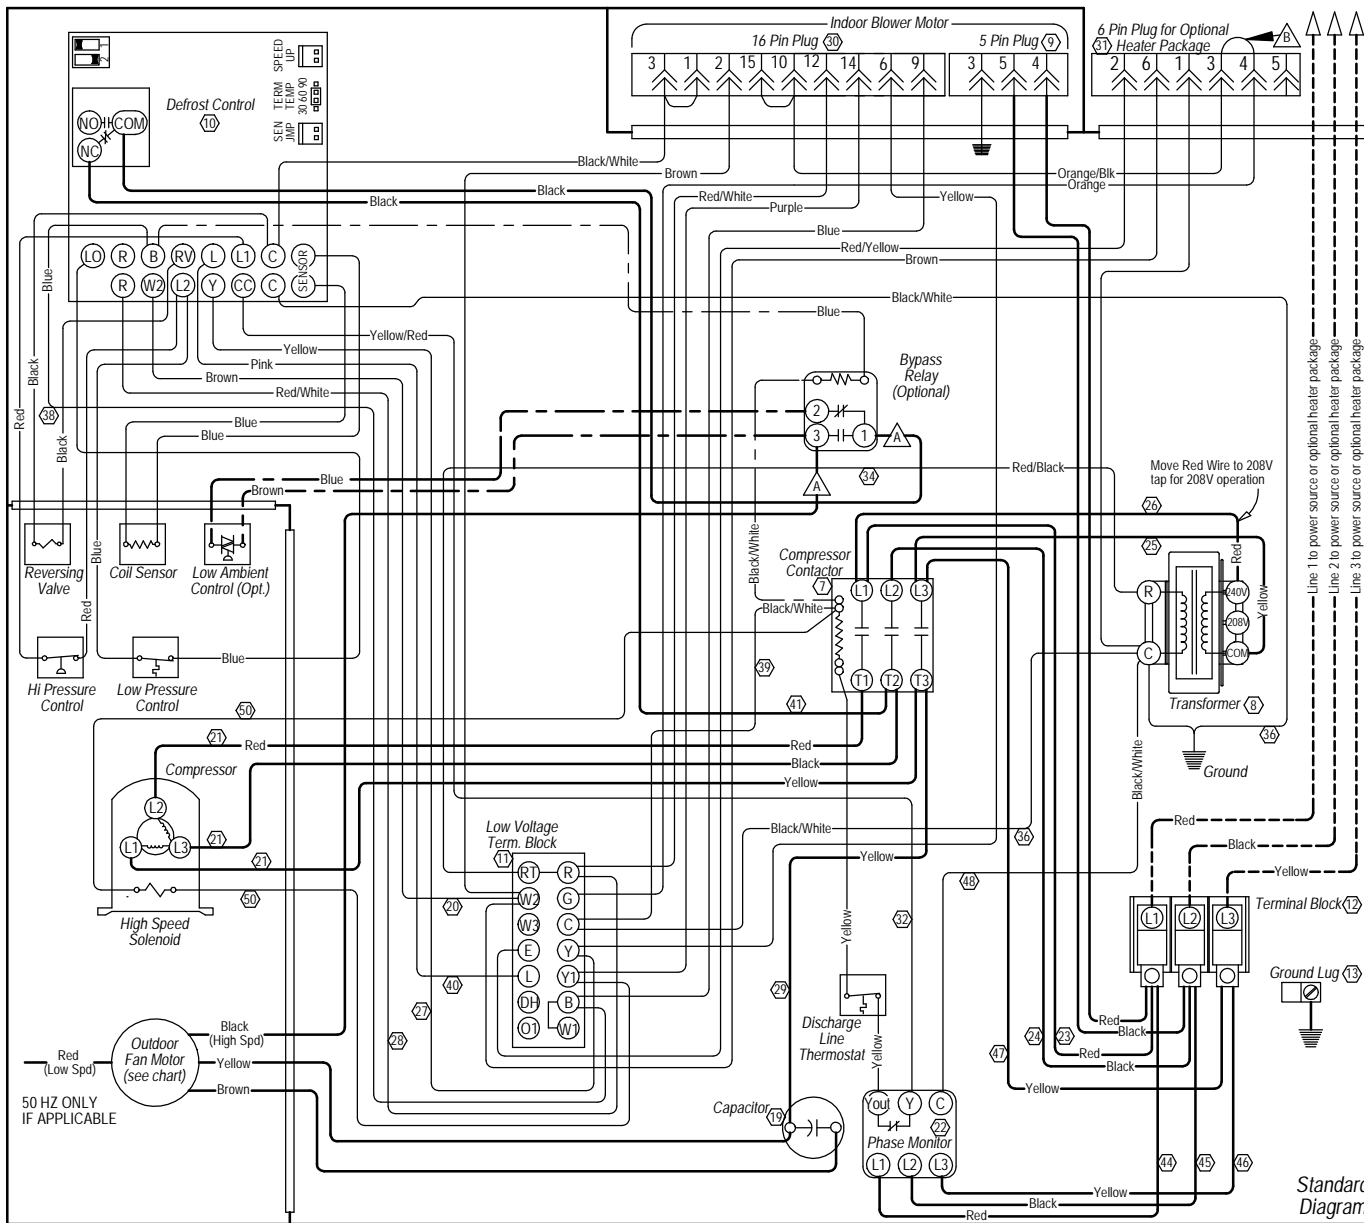 Indoor Blower Motor
16 Pin Plug 30
5 Pin Plug 9
6 Pin Plug for Optional
31 Heater Package
B
3 1 2 15 10 12 14 6 9
3 5 4
2 6 1 3 4 5
1
2
SPEED UP
TERM TEMP
30 60 90
SEN JMP
Defrost Control
10
NO COM
NC
Black/White
Brown
Black
Black
Red/White
Purple
Yellow
Blue
Orange/Blk
Orange
Red/Yellow
Brown
LO R B RV L L1 C SENSOR
R W2 L2 Y CC C
Blue
Black/White
Blue
Yellow/Red
Yellow
Pink
Brown
Red/White
Blue
Blue
Black
Red
38
Black
Bypass
Relay
(Optional)
2
3 1
A
A
34
Blue
Brown
Red/Black
Move Red Wire to 208V
tap for 208V operation
Line 1 to power source or optional heater package
Line 2 to power source or optional heater package
Line 3 to power source or optional heater package
26
25
Red
Yellow
Reversing
Valve
Coil Sensor
Low Ambient
Control (Opt.)
Blue
Red
Black/White
Compressor
Contactor
7
L1 L2 L3
Black/White
T1 T2 T3
R
C
240V
208V
COM
Transformer 8
36
Ground
Hi Pressure
Control
Low Pressure
Control
Blue
39
41
50
21
Red
Red
Black
Yellow
Compressor
L2
L1 L3
21
21
50
High Speed
Solenoid
Black/White
Low Voltage
Term. Block
11
Black/White
36
Yellow
48
RT R
W2 G
W3 C
E Y
L Y1
DH B
O1 W1
20
40
27
28
29
32
Yellow
Discharge
Line
Thermostat
Yellow
Red
Black
Yellow
L1 L2 L3
Terminal Block 12
Ground Lug 13
Red
Black
24
23
47
Red
Black
Yellow
Black
(High Spd)
Outdoor
Fan Motor
(see chart)
Red
(Low Spd)
Yellow
Brown
50 HZ ONLY
IF APPLICABLE
Capacitor
19
Yout Y C
22
Phase Monitor
L1 L2 L3
44
45
46
Yellow
Black
Red
Standard
Diagram